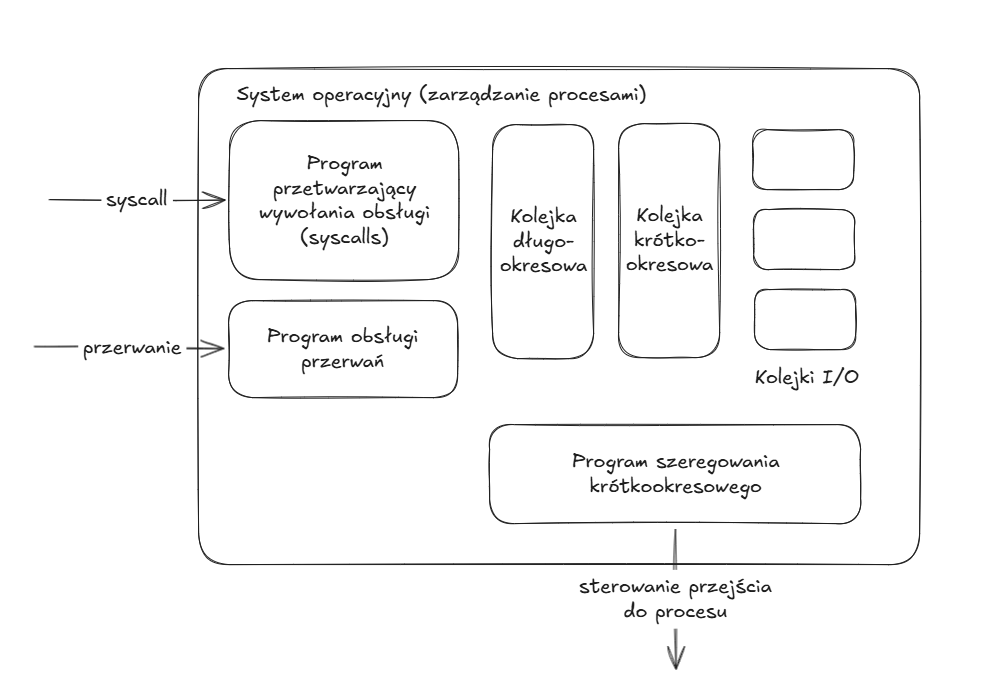 System operacyjny (zarządzanie procesami)
Program
przetwarzający
wywołania obsługi
(syscalls)
syscall
Kolejka
długo-
okresowa
Kolejka
krótko-
okresowa
Program obsługi
przerwań
przerwanie
Kolejki I/O
Program szeregowania
krótkookresowego
sterowanie przejścia
do procesu